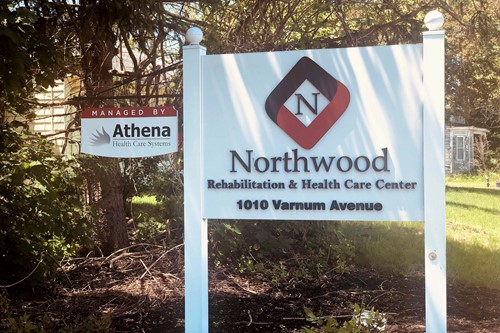 MANAGED BY
Athena
Health Care Systems
N
Northwood
Rehabilitation & Health Care Center
1010 Varnum Avenue